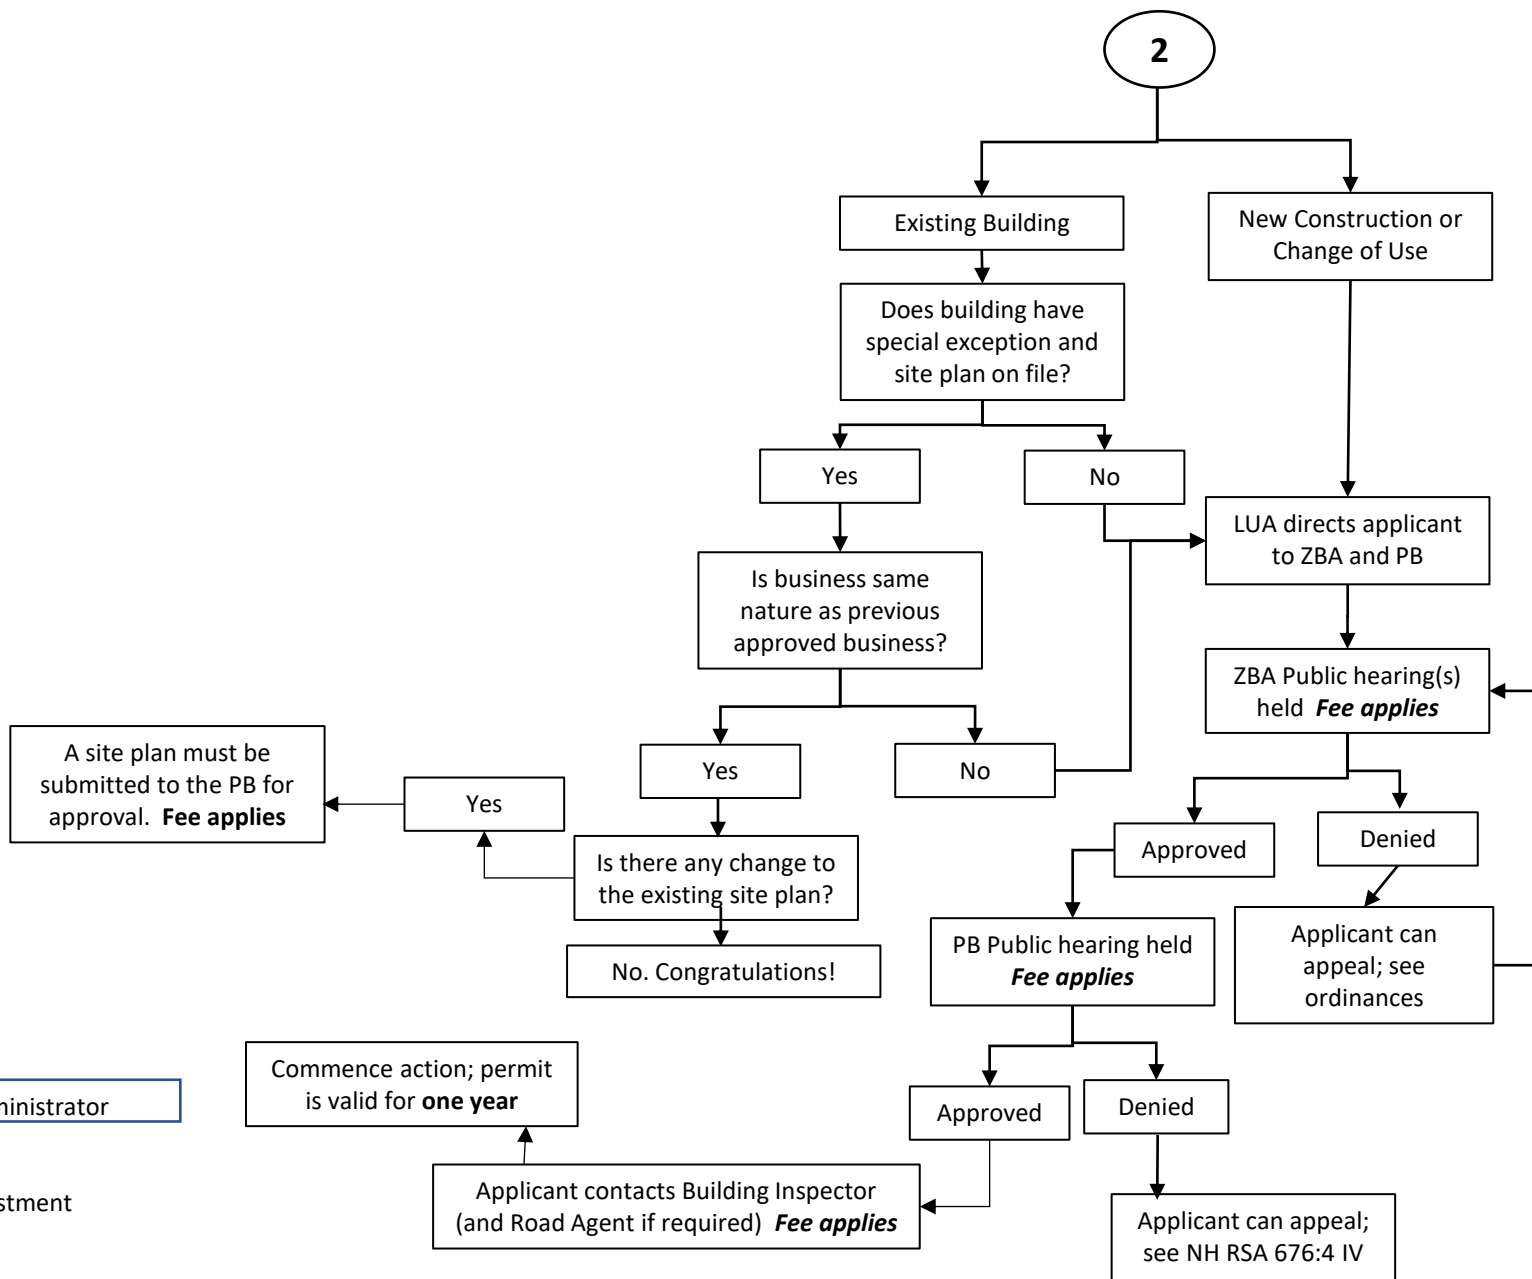 2
Existing Building
New Construction or
Change of Use
Does building have
special exception and
site plan on file?
Yes
No
LUA directs applicant
to ZBA and PB
Is business same
nature as previous
approved business?
ZBA Public hearing(s)
held Fee applies
A site plan must be
submitted to the PB for
approval. Fee applies
Yes
Yes
No
Is there any change to
the existing site plan?
Approved
Denied
No. Congratulations!
PB Public hearing held
Fee applies
Applicant can
appeal; see
ordinances
Commence action; permit
is valid for one year
Approved
Denied
ministrator
stment
Applicant contacts Building Inspector
(and Road Agent if required) Fee applies
Applicant can appeal;
see NH RSA 676:4 IV